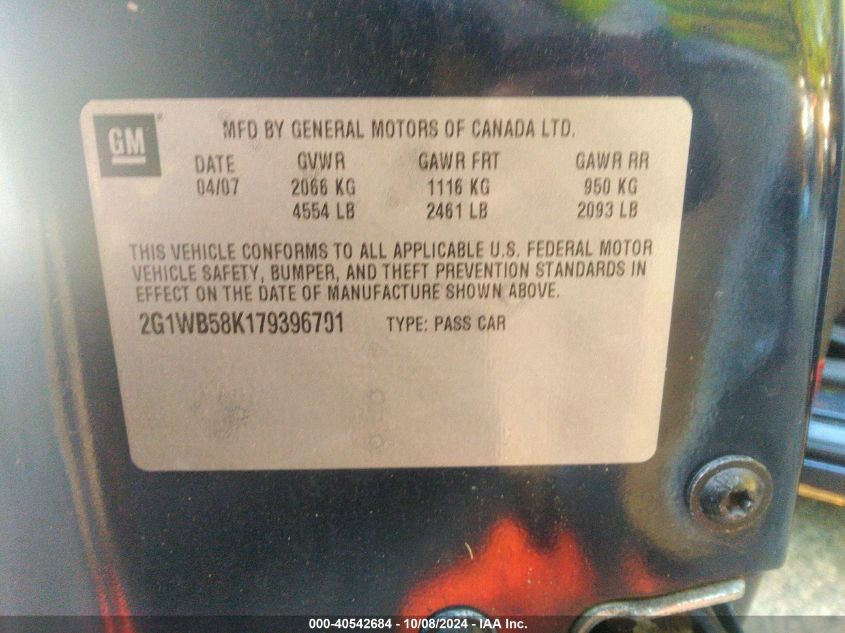 GM
MFD BY GENERAL MOTORS OF CANADA LTD.
DATE GVWR GAWR FRT GAWR RR
04/07 2066 KG 1116 KG 950 KG
4554 LB 2461 LB 2093 LB
THIS VEHICLE CONFORMS TO ALL APPLICABLE U.S. FEDERAL MOTOR
VEHICLE SAFETY, BUMPER, AND THEFT PREVENTION STANDARDS IN
EFFECT ON THE DATE OF MANUFACTURE SHOWN ABOVE.
2G1WB58K179396701 TYPE: PASS CAR
000-40542684 - 10/08/2024 - IAA Inc.